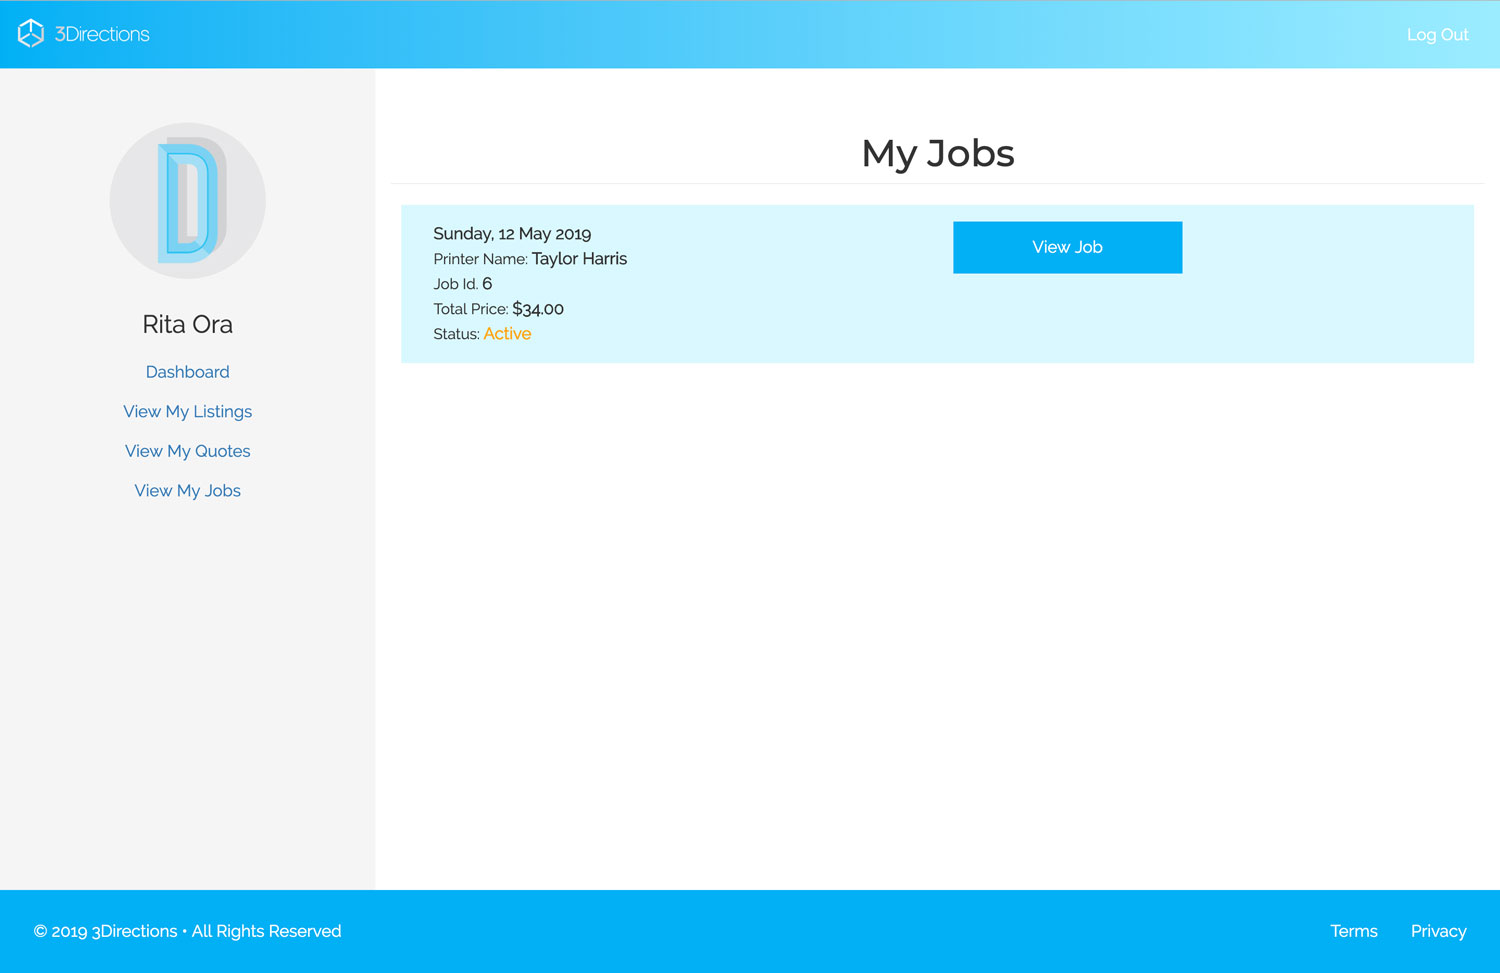 3Directions
Log Out
D
Rita Ora
Dashboard
View My Listings
View My Quotes
View My Jobs
My Jobs
Sunday, 12 May 2019
Printer Name: Taylor Harris
Job Id. 6
Total Price: $34.00
Status: Active
View Job
© 2019 3Directions • All Rights Reserved
Terms
Privacy